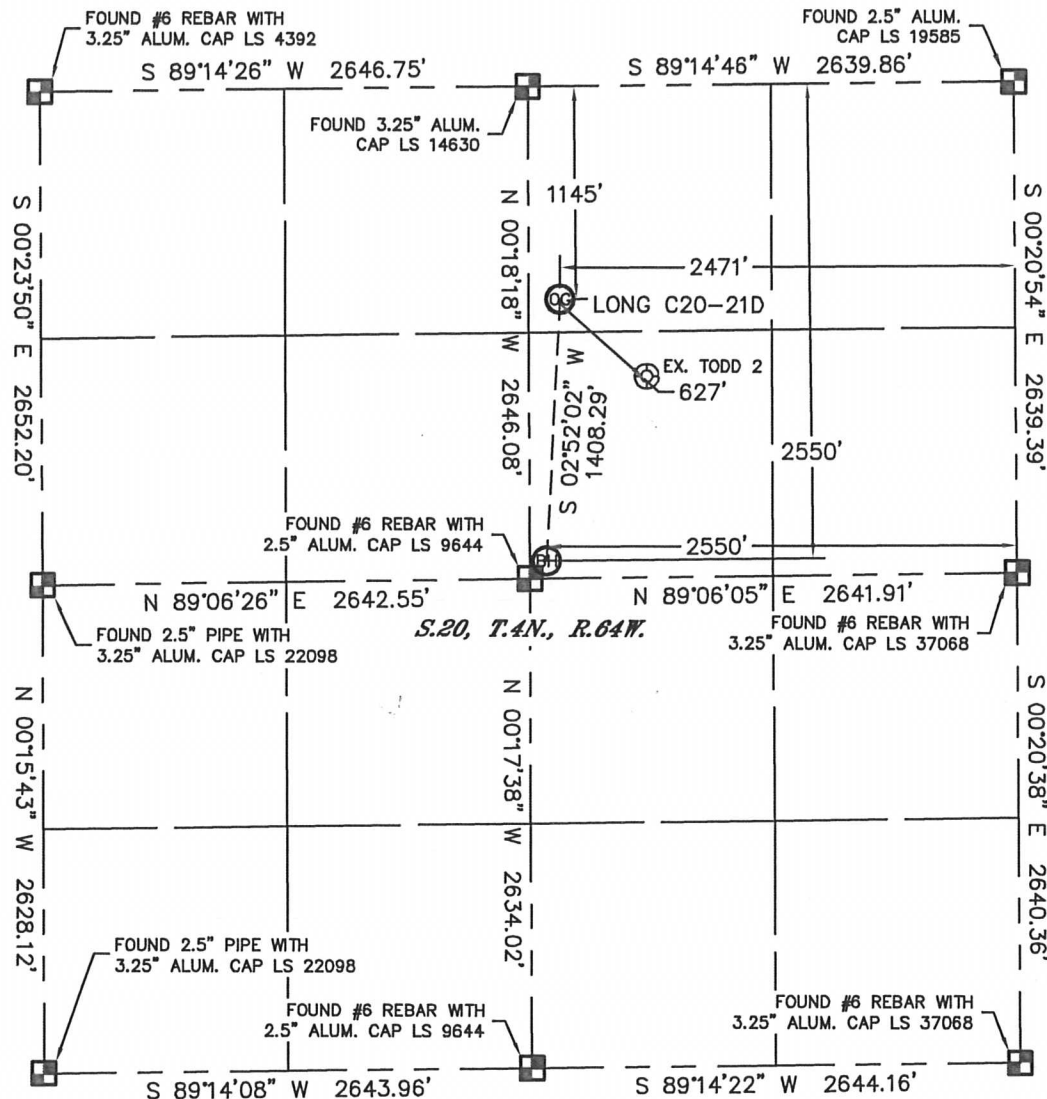 FOUND #6 REBAR WITH
3.25" ALUM. CAP LS 4392
S 89°14'26" W 2646.75'
FOUND 2.5" ALUM.
CAP LS 19585
S 89°14'46" W 2639.86'
FOUND 3.25" ALUM.
CAP LS 14630
S 00°23'50" E 2652.20'
N 00°18'18" W 2646.08'
1145'
S 00°20'54" E 2639.39'
2471'
OG
LONG C20-21D
EX. TODD 2
627'
S 02°52'02" W
1408.29'
2550'
FOUND #6 REBAR WITH
2.5" ALUM. CAP LS 9644
BH
2550'
N 89°06'26" E 2642.55'
N 89°06'05" E 2641.91'
S.20, T.4N., R.64W.
FOUND 2.5" PIPE WITH
3.25" ALUM. CAP LS 22098
FOUND #6 REBAR WITH
3.25" ALUM. CAP LS 37068
N 00°15'43" W 2628.12'
N 00°17'38" W 2634.02'
S 00°20'38" E 2640.36'
FOUND 2.5" PIPE WITH
3.25" ALUM. CAP LS 22098
FOUND #6 REBAR WITH
2.5" ALUM. CAP LS 9644
FOUND #6 REBAR WITH
3.25" ALUM. CAP LS 37068
S 89°14'08" W 2643.96'
S 89°14'22" W 2644.16'